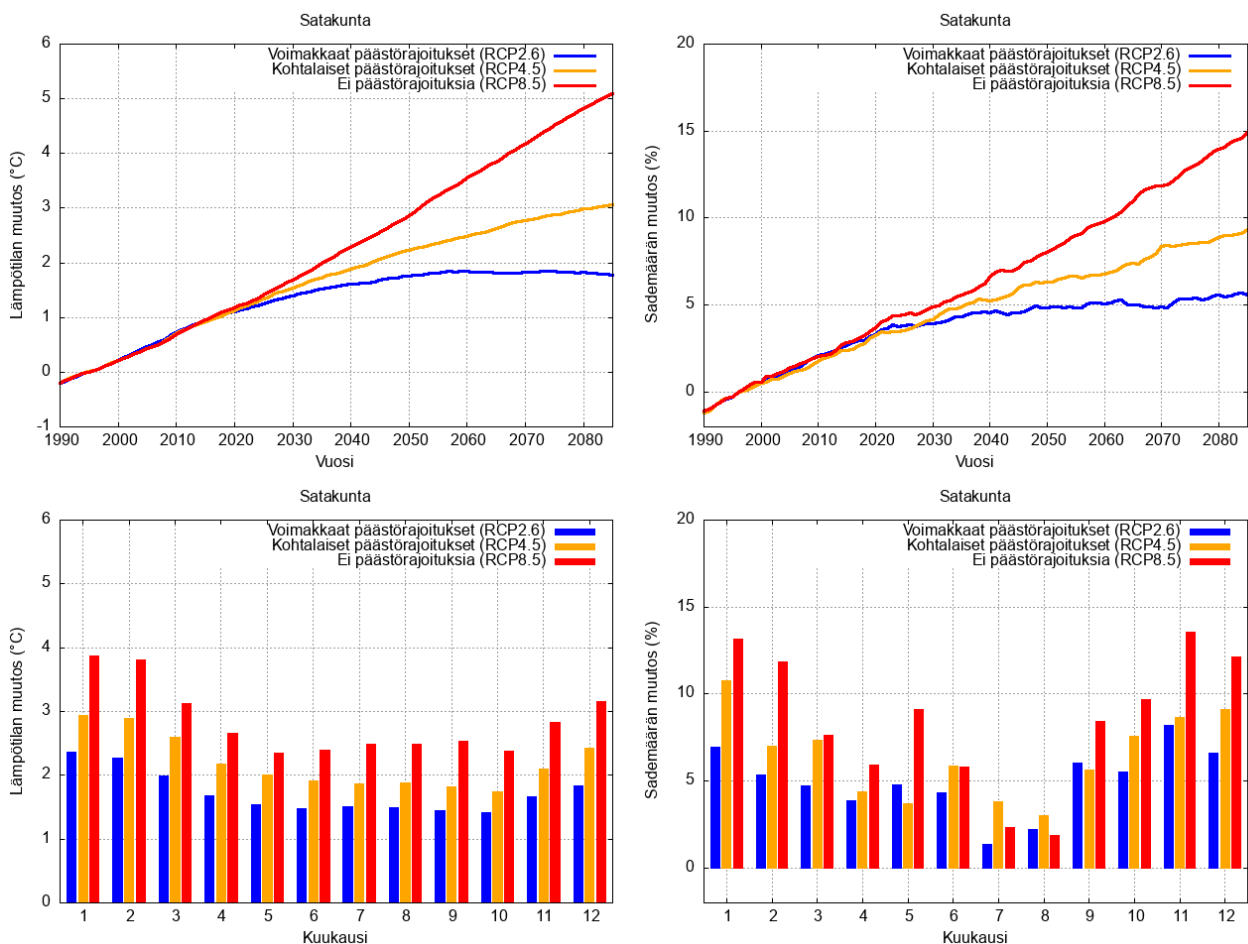 Satakunta
Voimakkaat päästörajoitukset (RCP2.6)
Kohtalaiset päästörajoitukset (RCP4.5)
Ei päästörajoituksia (RCP8.5)
Lämpötilan muutos (°C)
6
5
4
3
2
1
0
-1
1990 2000 2010 2020 2030 2040 2050 2060 2070 2080
Vuosi
Satakunta
Voimakkaat päästörajoitukset (RCP2.6)
Kohtalaiset päästörajoitukset (RCP4.5)
Ei päästörajoituksia (RCP8.5)
Sademäärän muutos (%)
20
15
10
5
0
1990 2000 2010 2020 2030 2040 2050 2060 2070 2080
Vuosi
Satakunta
Voimakkaat päästörajoitukset (RCP2.6)
Kohtalaiset päästörajoitukset (RCP4.5)
Ei päästörajoituksia (RCP8.5)
Lämpötilan muutos (°C)
6
5
4
3
2
1
0
1 2 3 4 5 6 7 8 9 10 11 12
Kuukausi
Satakunta
Voimakkaat päästörajoitukset (RCP2.6)
Kohtalaiset päästörajoitukset (RCP4.5)
Ei päästörajoituksia (RCP8.5)
Sademäärän muutos (%)
20
15
10
5
0
1 2 3 4 5 6 7 8 9 10 11 12
Kuukausi